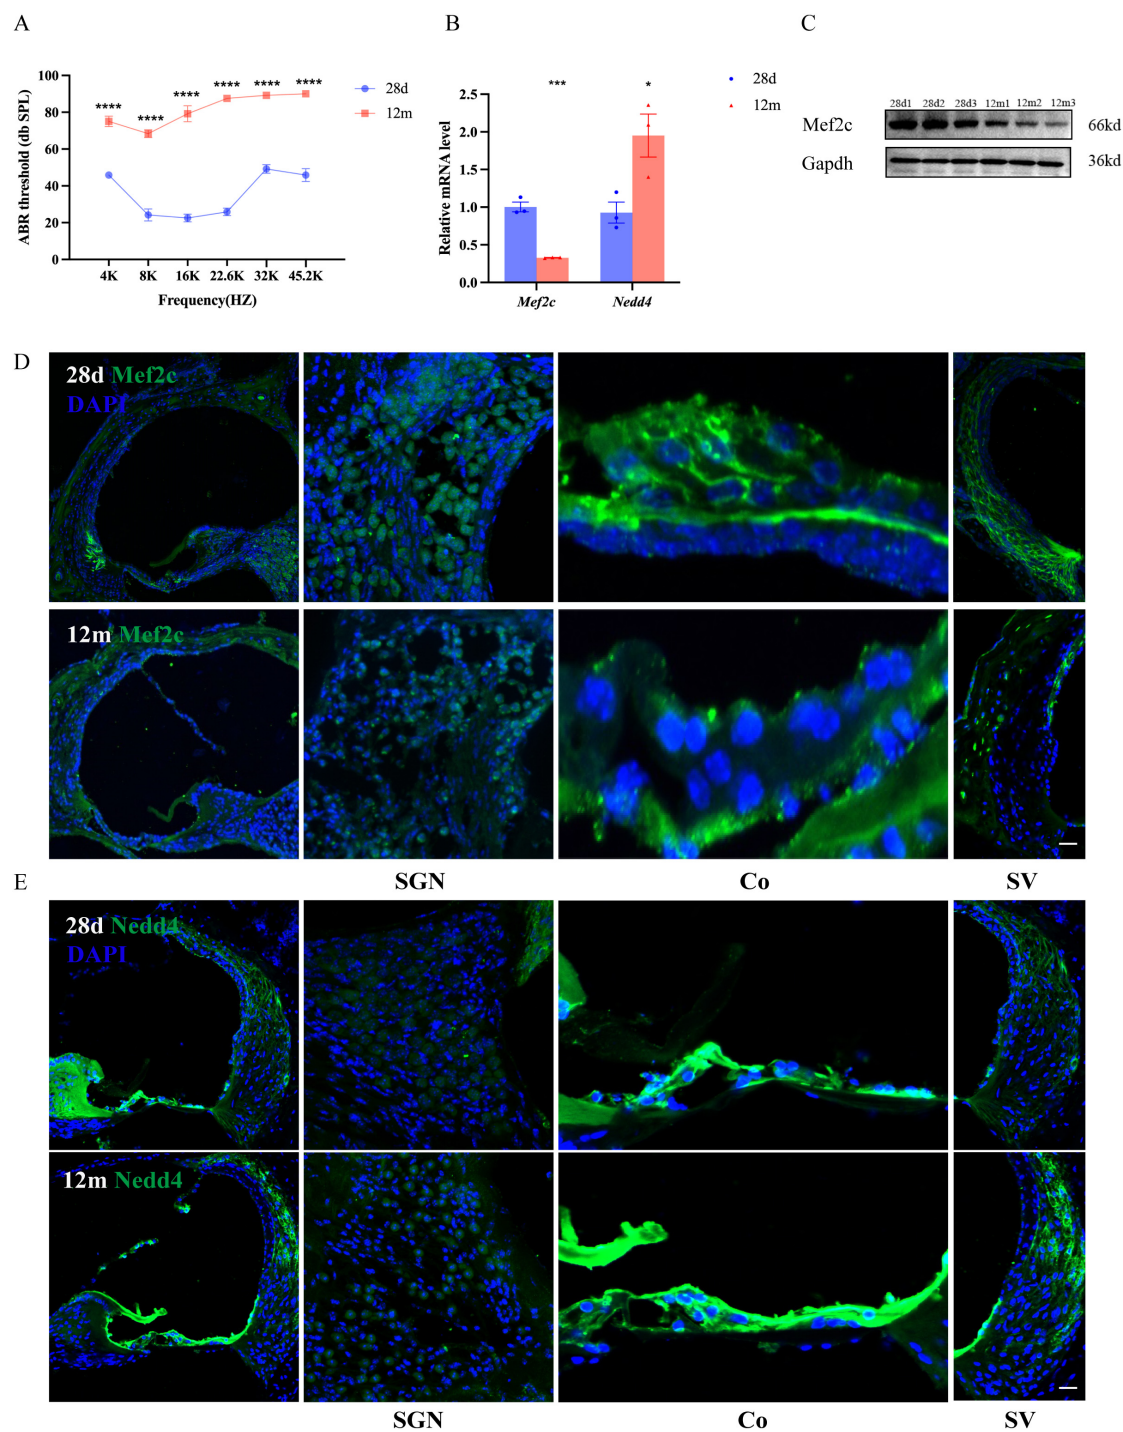 A
B
C
100
80
60
40
20
0
ABR threshold (db SPL)
**** **** **** **** **** ****
4K 8K 16K 22.6K 32K 45.2K
Frequency(HZ)
28d
12m
2.5
2.0
1.5
1.0
0.5
0.0
Relative mRNA level
*** *
Mef2c Nedd4
28d
12m
28d1 28d2 28d3 12m1 12m2 12m3
Mef2c 66kd
Gapdh 36kd
D
28d Mef2c
DAPI
12m Mef2c
SGN Co SV
E
28d Nedd4
DAPI
12m Nedd4
SGN Co SV